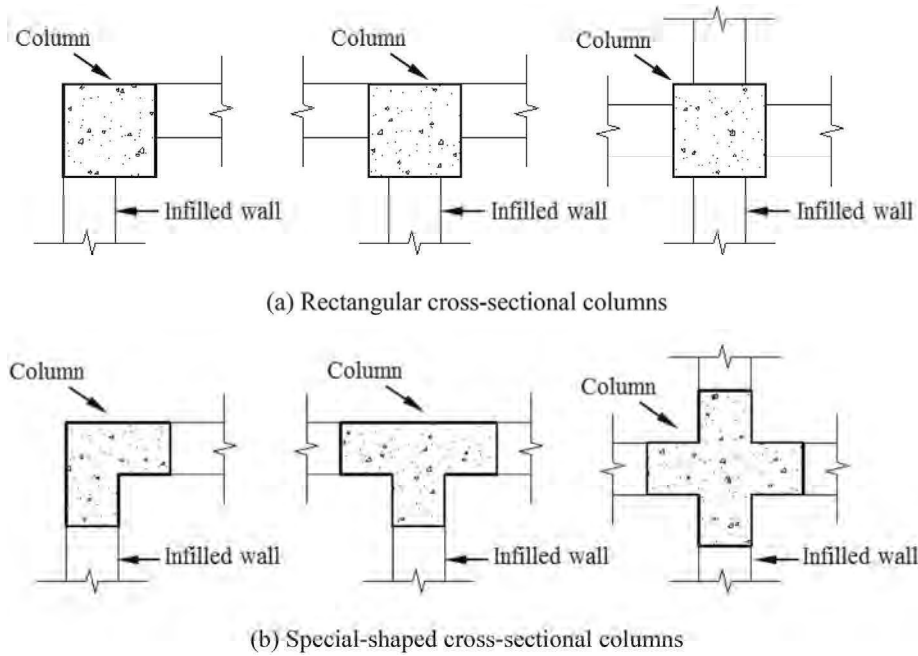 Column
Column
Column
Infilled wall
Infilled wall
Infilled wall
(a) Rectangular cross-sectional columns
Column
Column
Column
Infilled wall
Infilled wall
Infilled wall
(b) Special-shaped cross-sectional columns